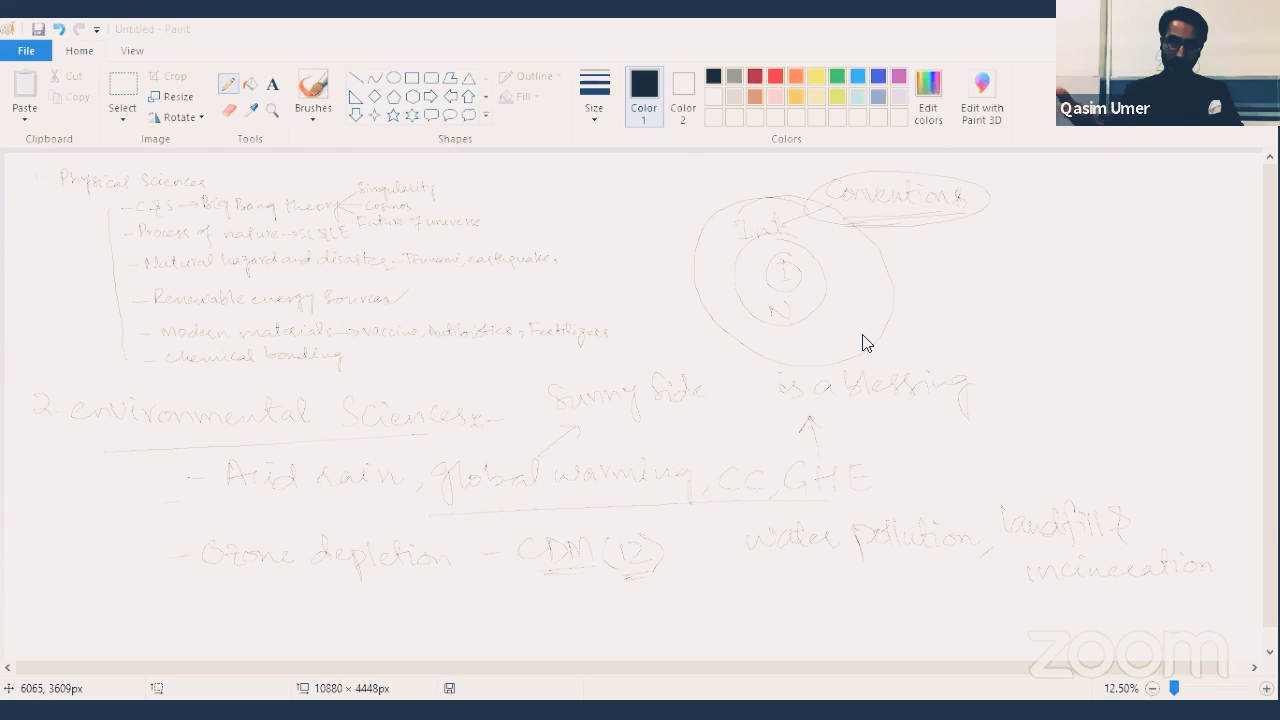 Untitled - Paint
File Home View
Paste Cut Copy Clipboard
Select Crop Resize Rotate Image
Tools
Brushes
Shapes
Outline Fill
Size
Color 1 Color 2
Colors
Edit colors
Edit with Paint 3D
Qasim Umer
1- Physical Sciences
- C&S → Big Bang theory
Singularity
Cosmos
Future of universe
- Process of nature → SLSLE
- Natural hazard and disaster - Tsunami, earthquake.
- Renewable energy Sources
- Modern materials → vaccine, Antibiotics, Fertilizers
- Chemical bonding
Conventions
Int
I
N
2- environmental Sciences:-
Sunny Side is a blessing
- Acid rain, global warming, CC, GHE
- Ozone depletion - CDM (12)
water pollution, landfill &
incineration
zoom
6065, 3609px
10880 × 4448px
12.50%